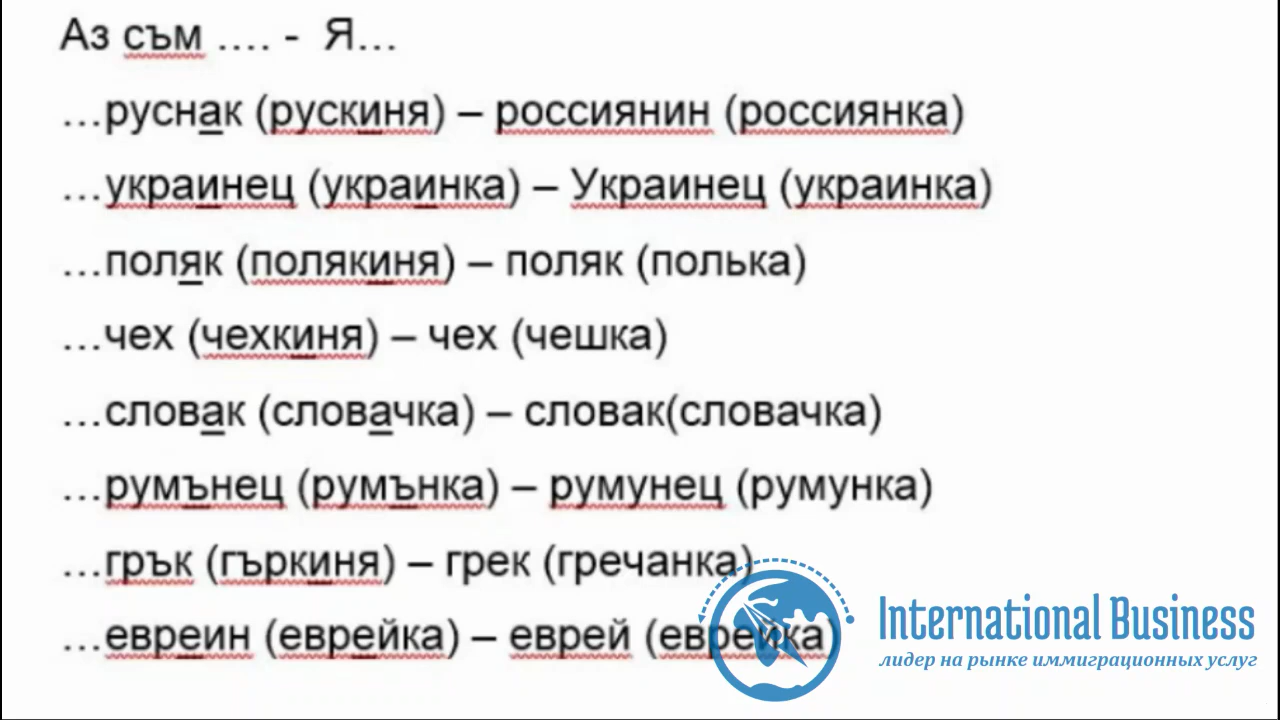 Аз съм .... - Я...
...руснак (рускиня) – россиянин (россиянка)
...украинец (украинка) – Украинец (украинка)
...поляк (полякиня) – поляк (полька)
...чех (чехкиня) – чех (чешка)
...словак (словачка) – словак(словачка)
...румънец (румънка) – румунец (румунка)
...грък (гъркиня) – грек (гречанка)
...евреин (еврейка) – еврей (еврейка)
International Business
лидер на рынке иммиграционных услуг